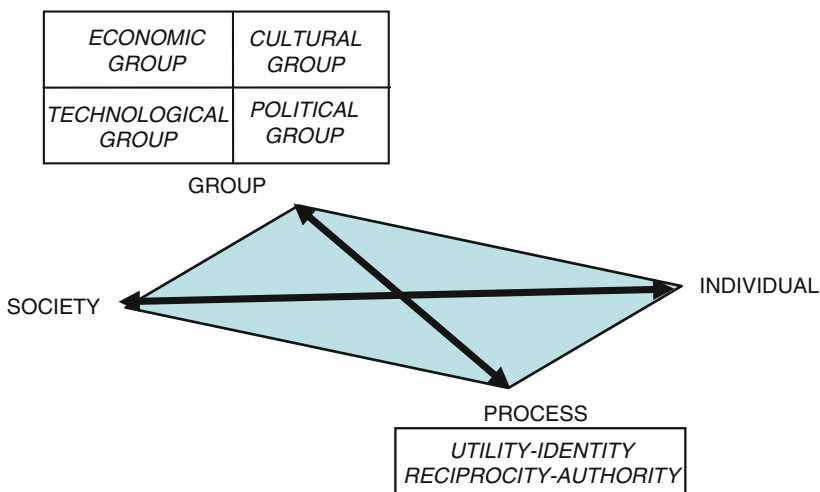 ECONOMIC GROUP
CULTURAL GROUP
TECHNOLOGICAL GROUP
POLITICAL GROUP
GROUP
INDIVIDUAL
SOCIETY
PROCESS
UTILITY-IDENTITY
RECIPROCITY-AUTHORITY